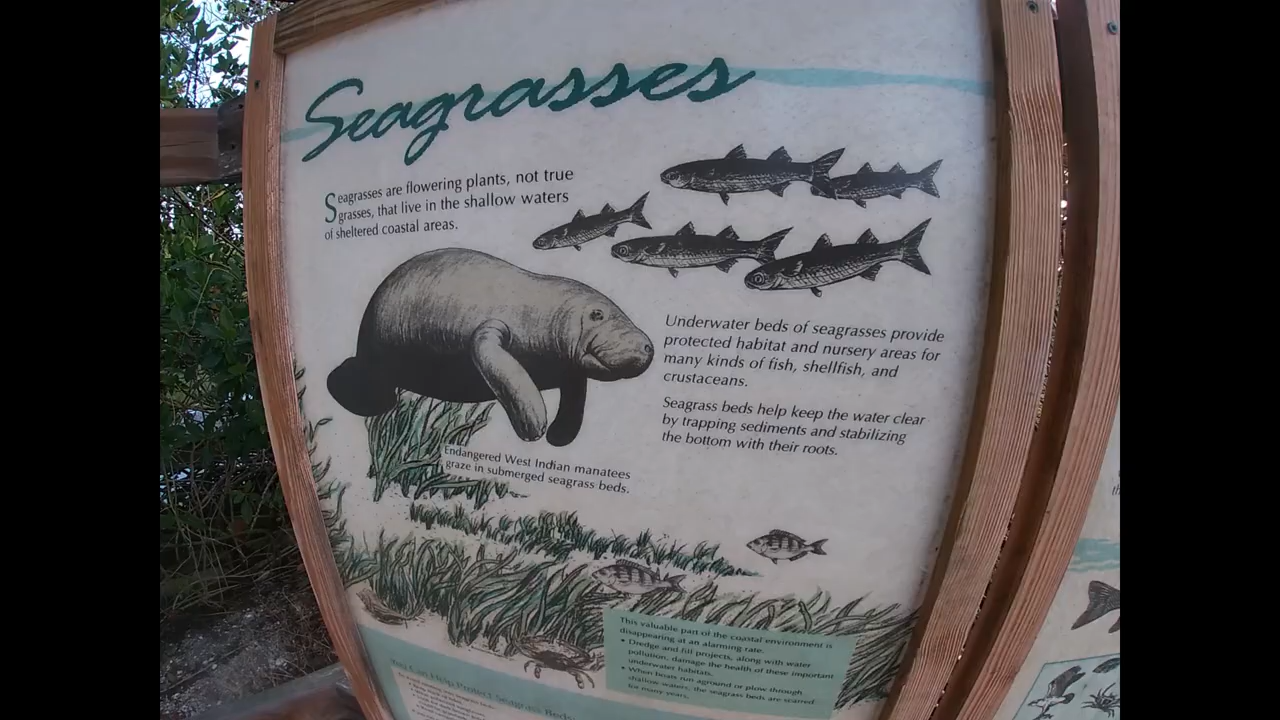 Seagrasses
Seagrasses are flowering plants, not true
grasses, that live in the shallow waters
of sheltered coastal areas.
Underwater beds of seagrasses provide
protected habitat and nursery areas for
many kinds of fish, shellfish, and
crustaceans.
Seagrass beds help keep the water clear
by trapping sediments and stabilizing
the bottom with their roots.
Endangered West Indian manatees
graze in submerged seagrass beds.
This valuable part of the coastal environment is
disappearing at an alarming rate.
• Dredge and fill projects, along with water
pollution, damage the health of these important
underwater habitats.
• When boats run aground or plow through
shallow waters, the seagrass beds are scarred
for many years.
You Can Help Protect Seagrass Beds